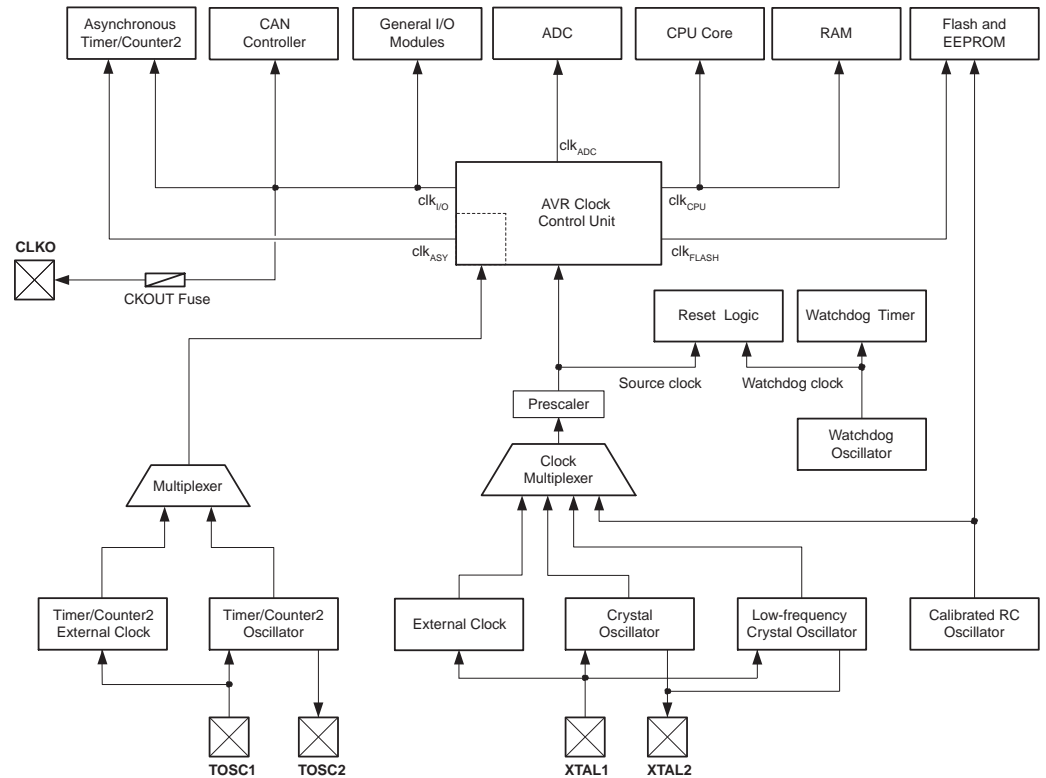 Asynchronous
Timer/Counter2
CAN
Controller
General I/O
Modules
ADC
CPU Core
RAM
Flash and
EEPROM
clkADC
clkI/O
AVR Clock
Control Unit
clkCPU
clkASY
clkFLASH
CLKO
CKOUT Fuse
Reset Logic
Watchdog Timer
Source clock
Watchdog clock
Prescaler
Watchdog
Oscillator
Clock
Multiplexer
Multiplexer
Timer/Counter2
External Clock
Timer/Counter2
Oscillator
External Clock
Crystal
Oscillator
Low-frequency
Crystal Oscillator
Calibrated RC
Oscillator
TOSC1
TOSC2
XTAL1
XTAL2